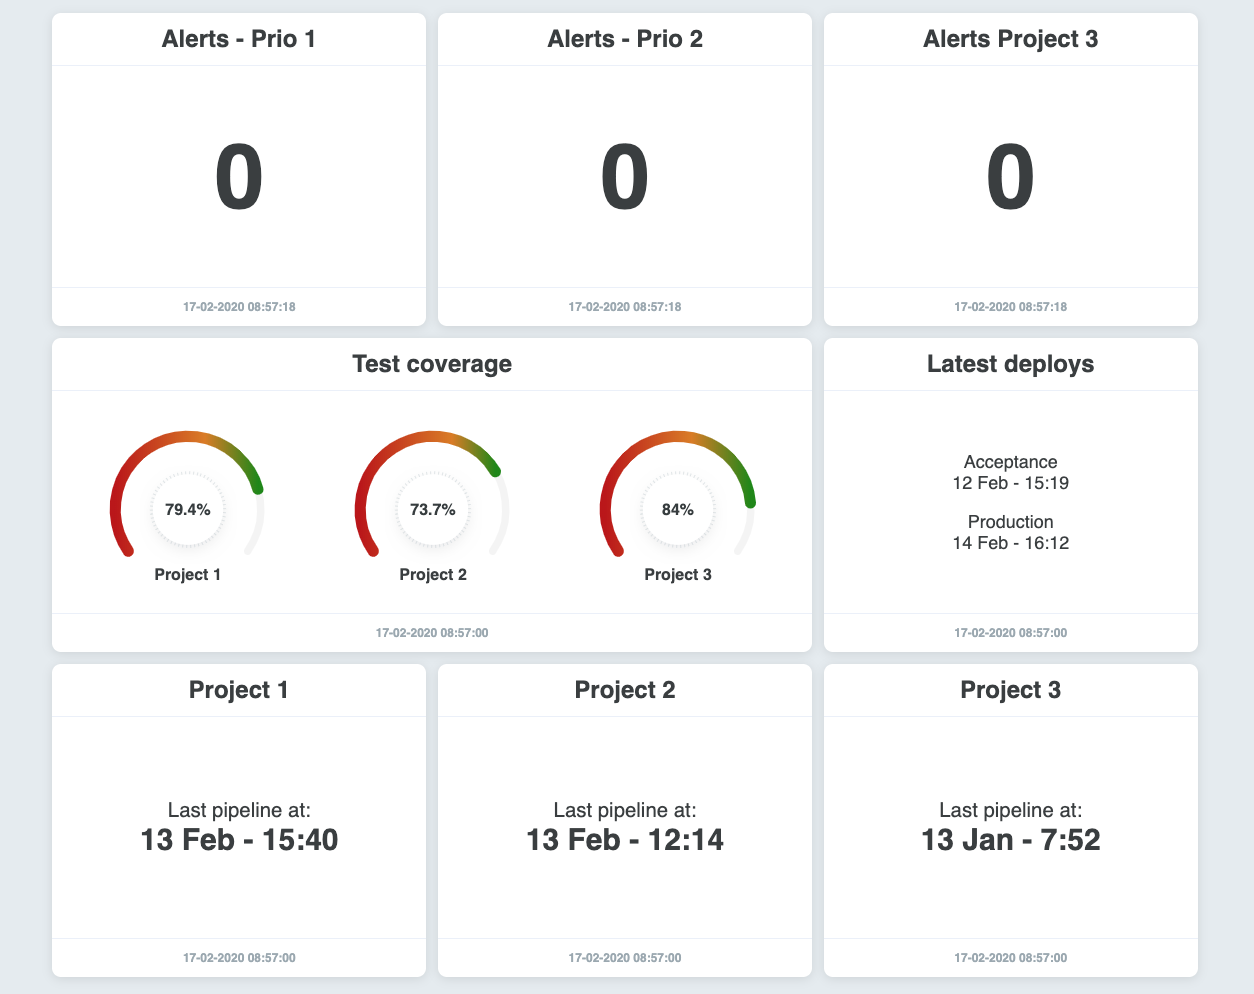 Alerts - Prio 1
0
17-02-2020 08:57:18
Alerts - Prio 2
0
17-02-2020 08:57:18
Alerts Project 3
0
17-02-2020 08:57:18
Test coverage
79.4%
Project 1
73.7%
Project 2
84%
Project 3
17-02-2020 08:57:00
Latest deploys
Acceptance
12 Feb - 15:19
Production
14 Feb - 16:12
17-02-2020 08:57:00
Project 1
Last pipeline at:
13 Feb - 15:40
17-02-2020 08:57:00
Project 2
Last pipeline at:
13 Feb - 12:14
17-02-2020 08:57:00
Project 3
Last pipeline at:
13 Jan - 7:52
17-02-2020 08:57:00